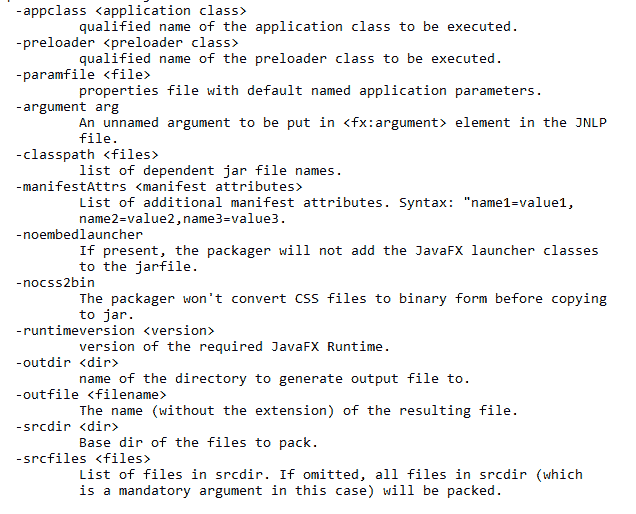 -appclass <application class>
qualified name of the application class to be executed.
-preloader <preloader class>
qualified name of the preloader class to be executed.
-paramfile <file>
properties file with default named application parameters.
-argument arg
An unnamed argument to be put in <fx:argument> element in the JNLP
file.
-classpath <files>
list of dependent jar file names.
-manifestAttrs <manifest attributes>
List of additional manifest attributes. Syntax: "name1=value1,
name2=value2,name3=value3.
-noembedlauncher
If present, the packager will not add the JavaFX launcher classes
to the jarfile.
-nocss2bin
The packager won't convert CSS files to binary form before copying
to jar.
-runtimeversion <version>
version of the required JavaFX Runtime.
-outdir <dir>
name of the directory to generate output file to.
-outfile <filename>
The name (without the extension) of the resulting file.
-srcdir <dir>
Base dir of the files to pack.
-srcfiles <files>
List of files in srcdir. If omitted, all files in srcdir (which
is a mandatory argument in this case) will be packed.